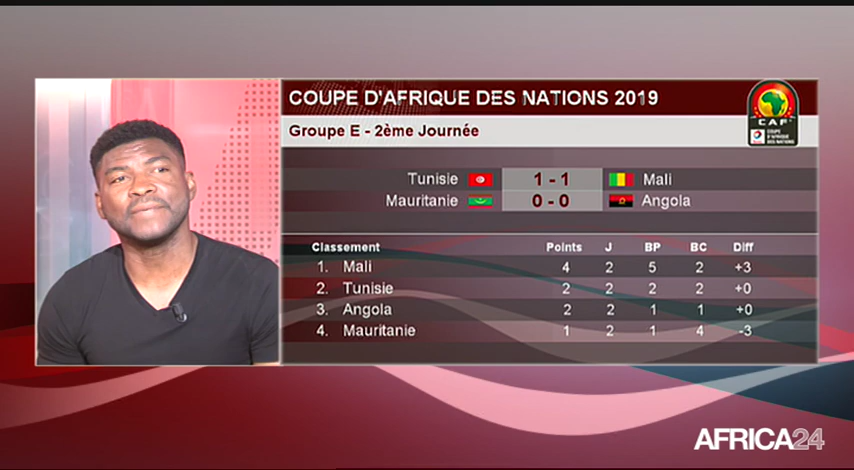 COUPE D'AFRIQUE DES NATIONS 2019
CAF
COUPE
D'AFRIQUE
DES NATIONS
Groupe E - 2ème Journée
Tunisie 1 - 1 Mali
Mauritanie 0 - 0 Angola
Classement Points J BP BC Diff
1. Mali 4 2 5 2 +3
2. Tunisie 2 2 2 2 +0
3. Angola 2 2 1 1 +0
4. Mauritanie 1 2 1 4 -3
AFRICA24